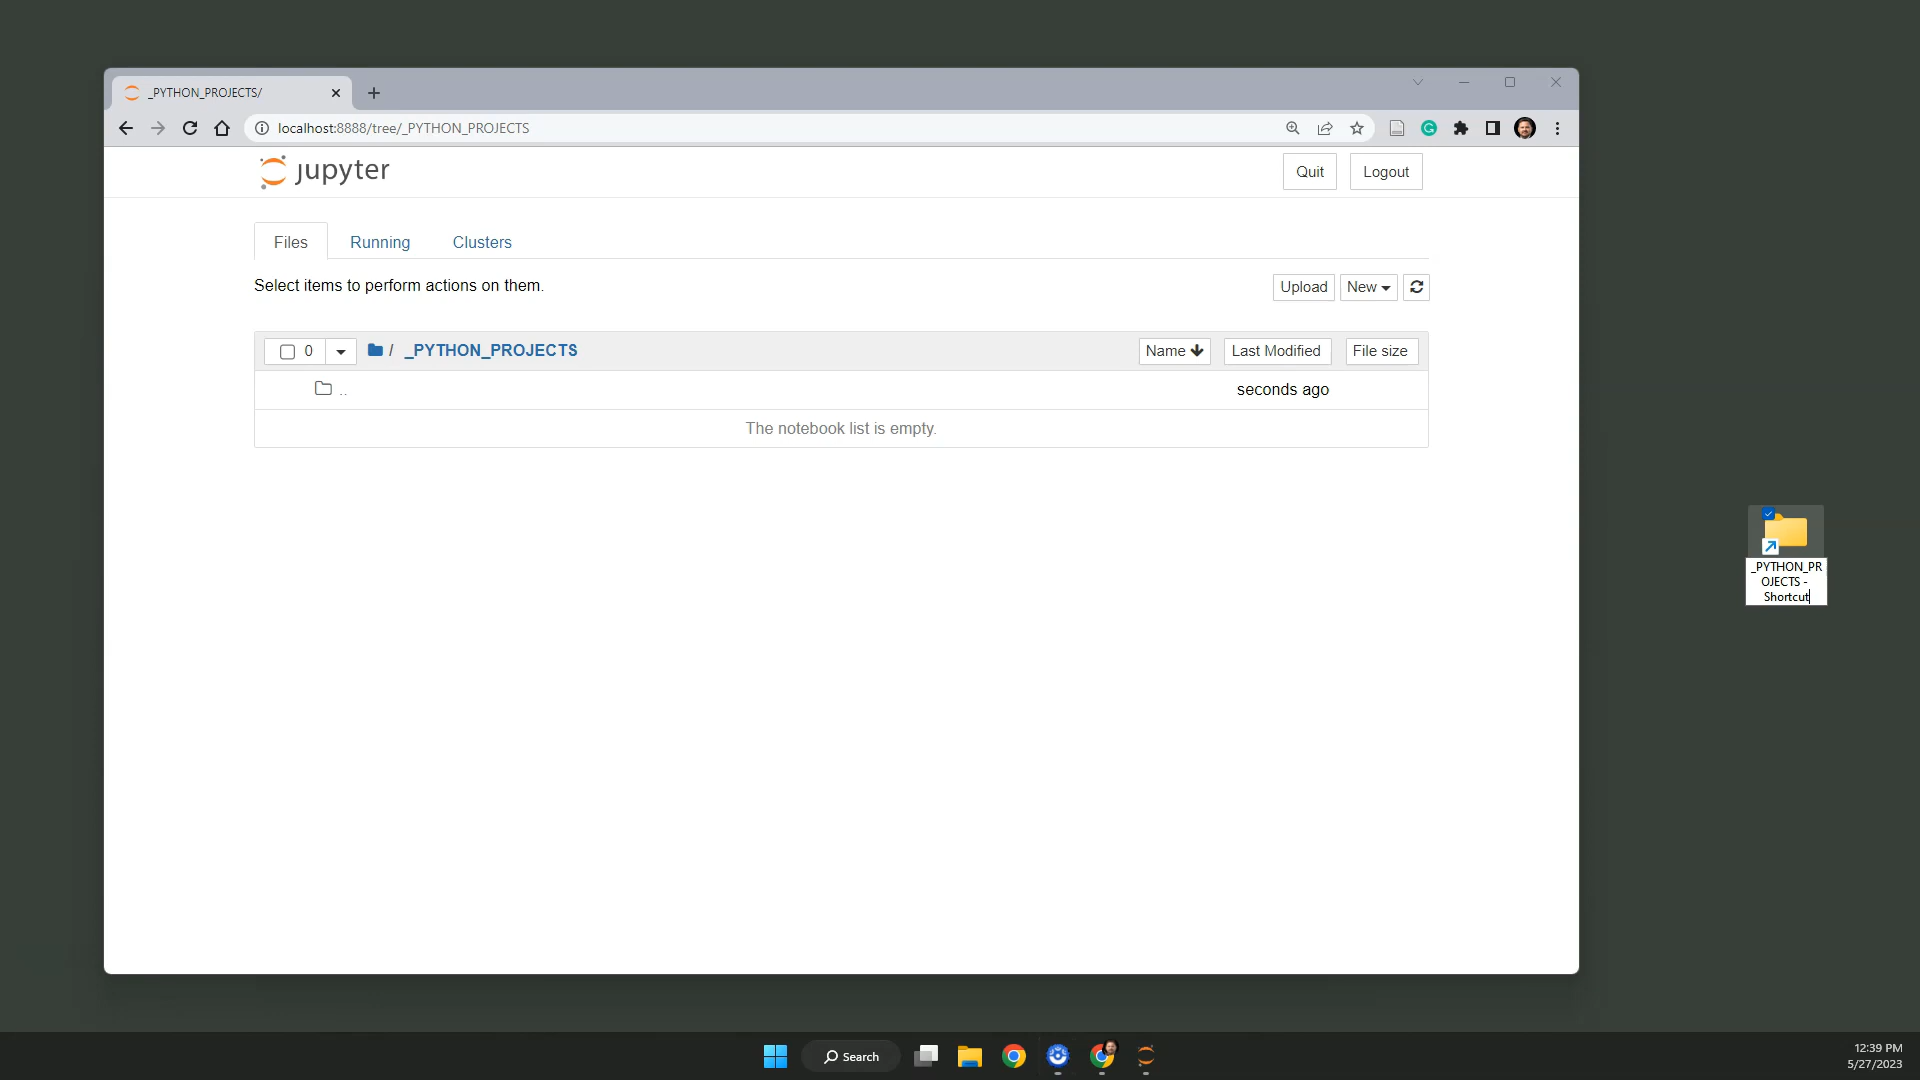 _PYTHON_PROJECTS/
localhost:8888/tree/_PYTHON_PROJECTS
jupyter
Quit
Logout
Files
Running
Clusters
Select items to perform actions on them.
Upload
New
0
/
_PYTHON_PROJECTS
Name
Last Modified
File size
..
seconds ago
The notebook list is empty.
_PYTHON_PR
OJECTS -
Shortcut
Search
12:39 PM
5/27/2023